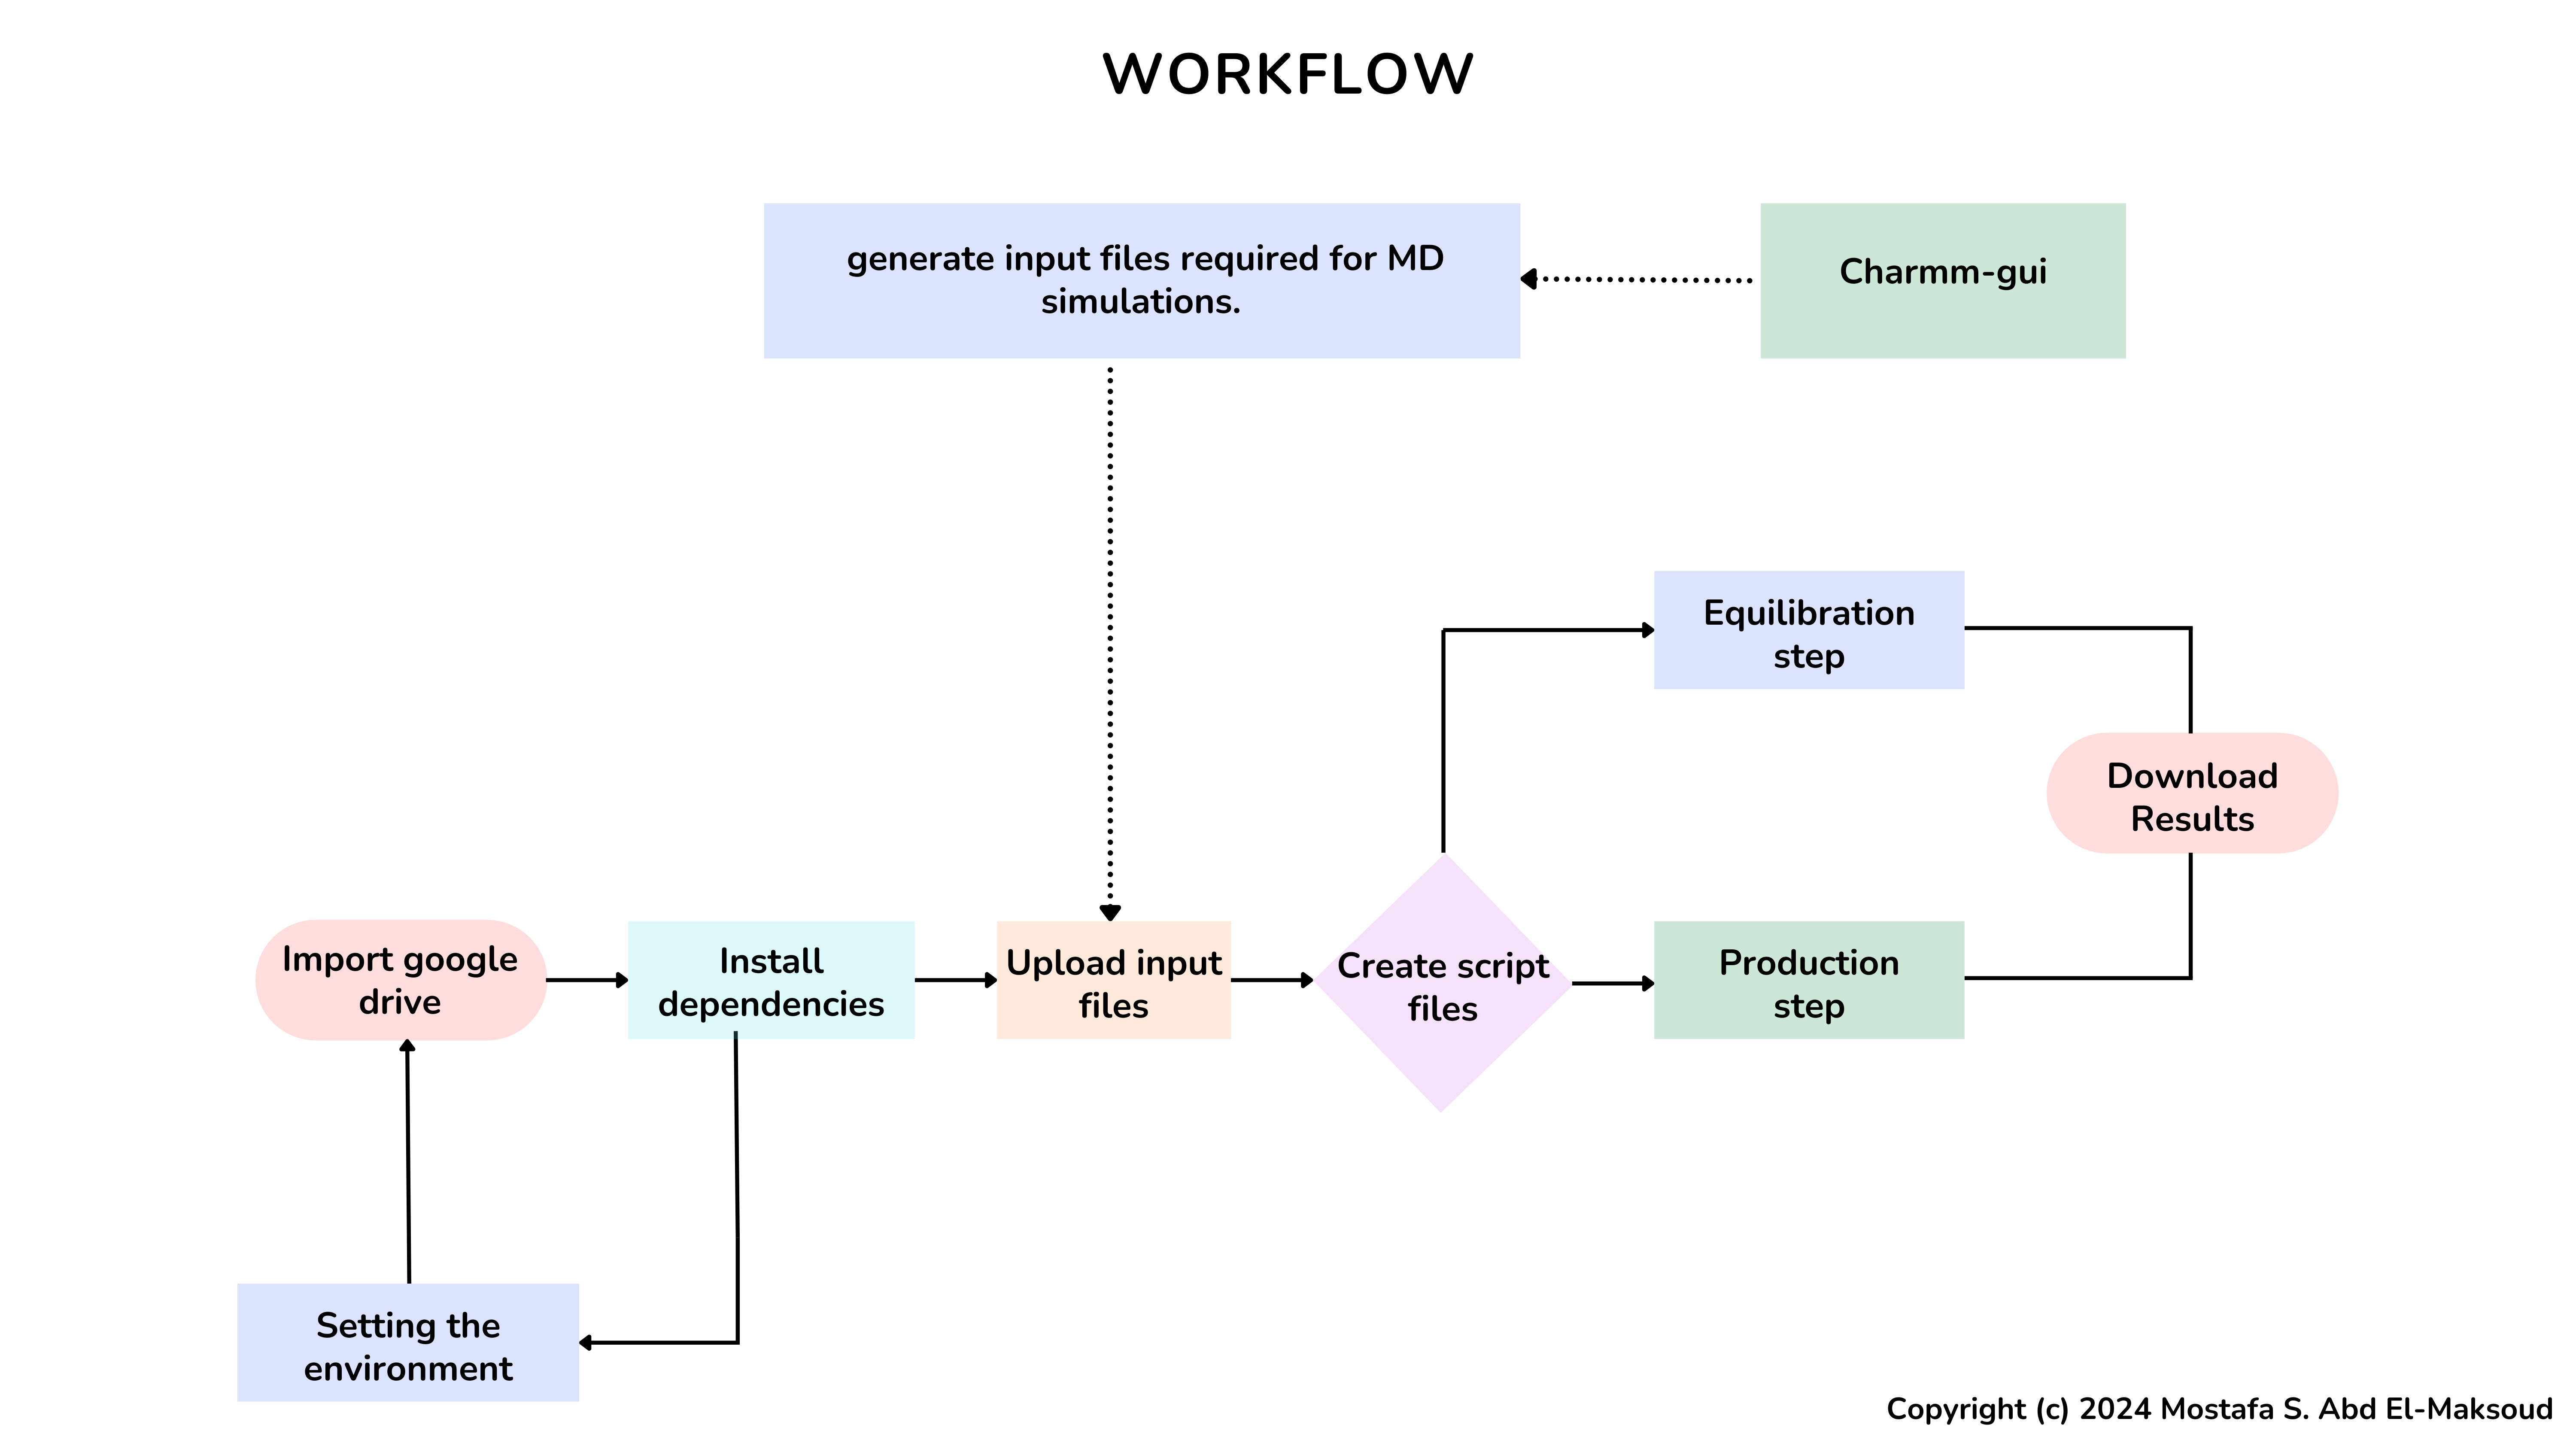 WORKFLOW
generate input files required for MD
simulations.
Charmm-gui
Equilibration
step
Download
Results
Import google
drive
Install
dependencies
Upload input
files
Create script
files
Production
step
Setting the
environment
Copyright (c) 2024 Mostafa S. Abd El-Maksoud